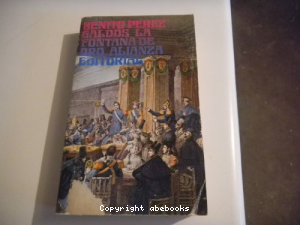 BENITO PEREZ
GALDOS LA
FONTANA DE
ORO ALIANZA
EDITORIAL
Copyright abebooks